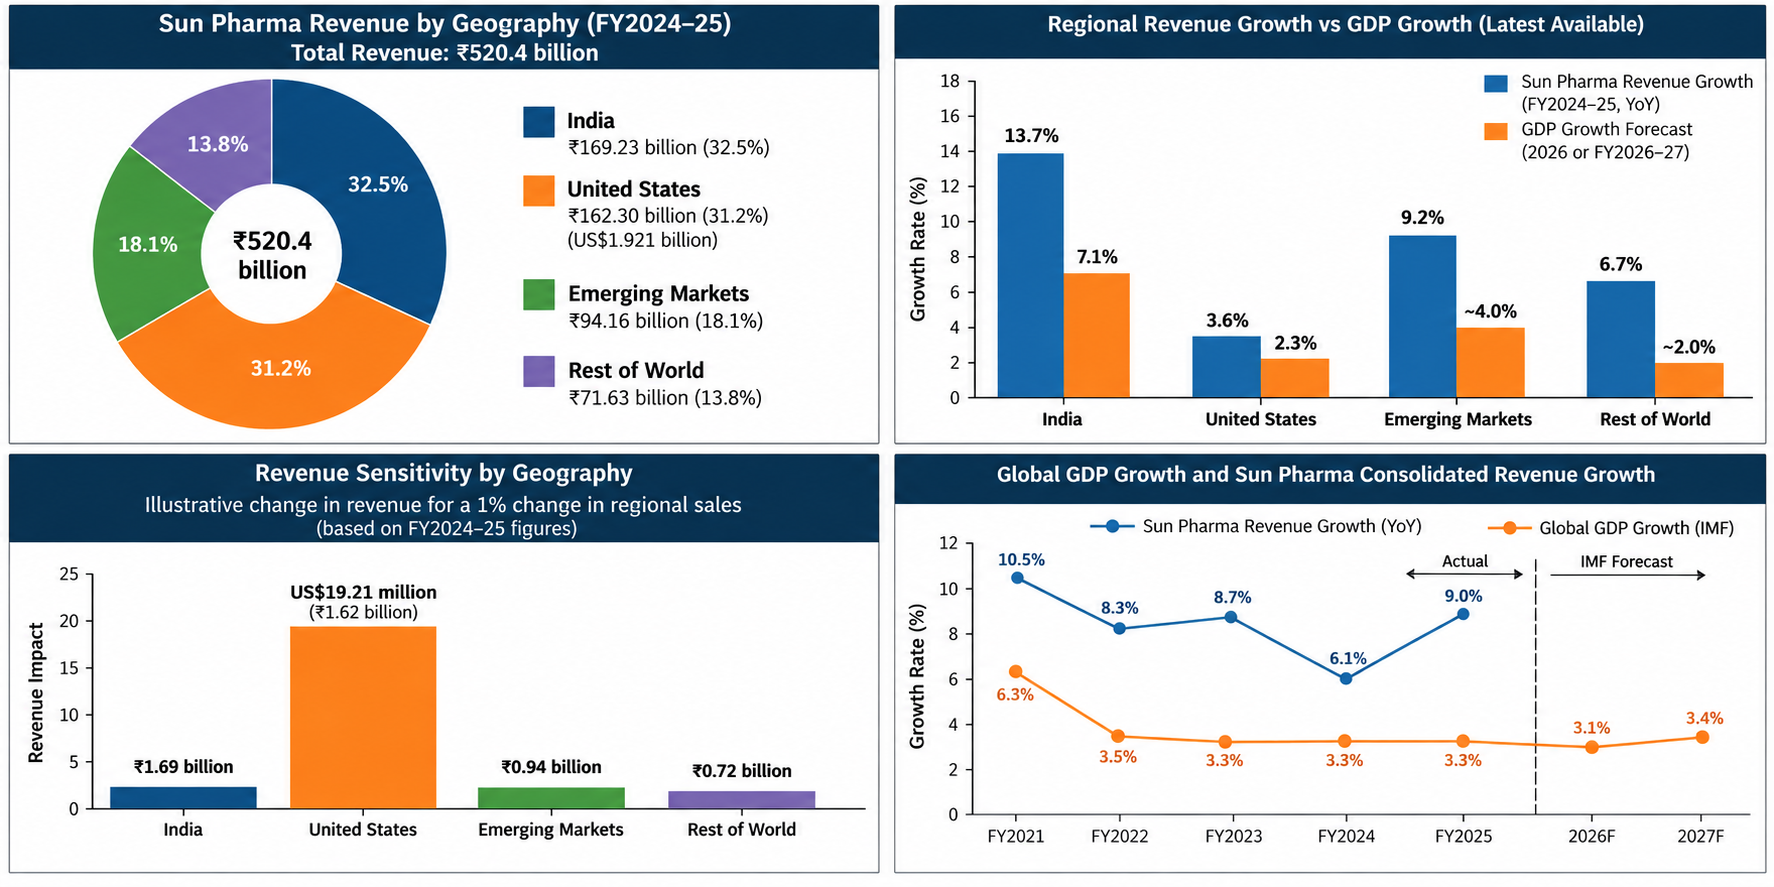 Sun Pharma Revenue by Geography (FY2024–25)
Total Revenue: ₹520.4 billion
32.5%
31.2%
18.1%
13.8%
₹520.4
billion
India
₹169.23 billion (32.5%)
United States
₹162.30 billion (31.2%)
(US$1.921 billion)
Emerging Markets
₹94.16 billion (18.1%)
Rest of World
₹71.63 billion (13.8%)
Regional Revenue Growth vs GDP Growth (Latest Available)
Sun Pharma Revenue Growth
(FY2024–25, YoY)
GDP Growth Forecast
(2026 or FY2026–27)
Growth Rate (%)
18
16
14
12
10
8
6
4
2
0
13.7%
7.1%
3.6%
2.3%
9.2%
~4.0%
6.7%
~2.0%
India
United States
Emerging Markets
Rest of World
Revenue Sensitivity by Geography
Illustrative change in revenue for a 1% change in regional sales
(based on FY2024–25 figures)
Revenue Impact
25
20
15
10
5
0
₹1.69 billion
US$19.21 million
(₹1.62 billion)
₹0.94 billion
₹0.72 billion
India
United States
Emerging Markets
Rest of World
Global GDP Growth and Sun Pharma Consolidated Revenue Growth
Sun Pharma Revenue Growth (YoY)
Global GDP Growth (IMF)
Actual
IMF Forecast
Growth Rate (%)
12
10
8
6
4
2
0
10.5%
8.3%
8.7%
6.1%
9.0%
6.3%
3.5%
3.3%
3.3%
3.3%
3.1%
3.4%
FY2021
FY2022
FY2023
FY2024
FY2025
2026F
2027F